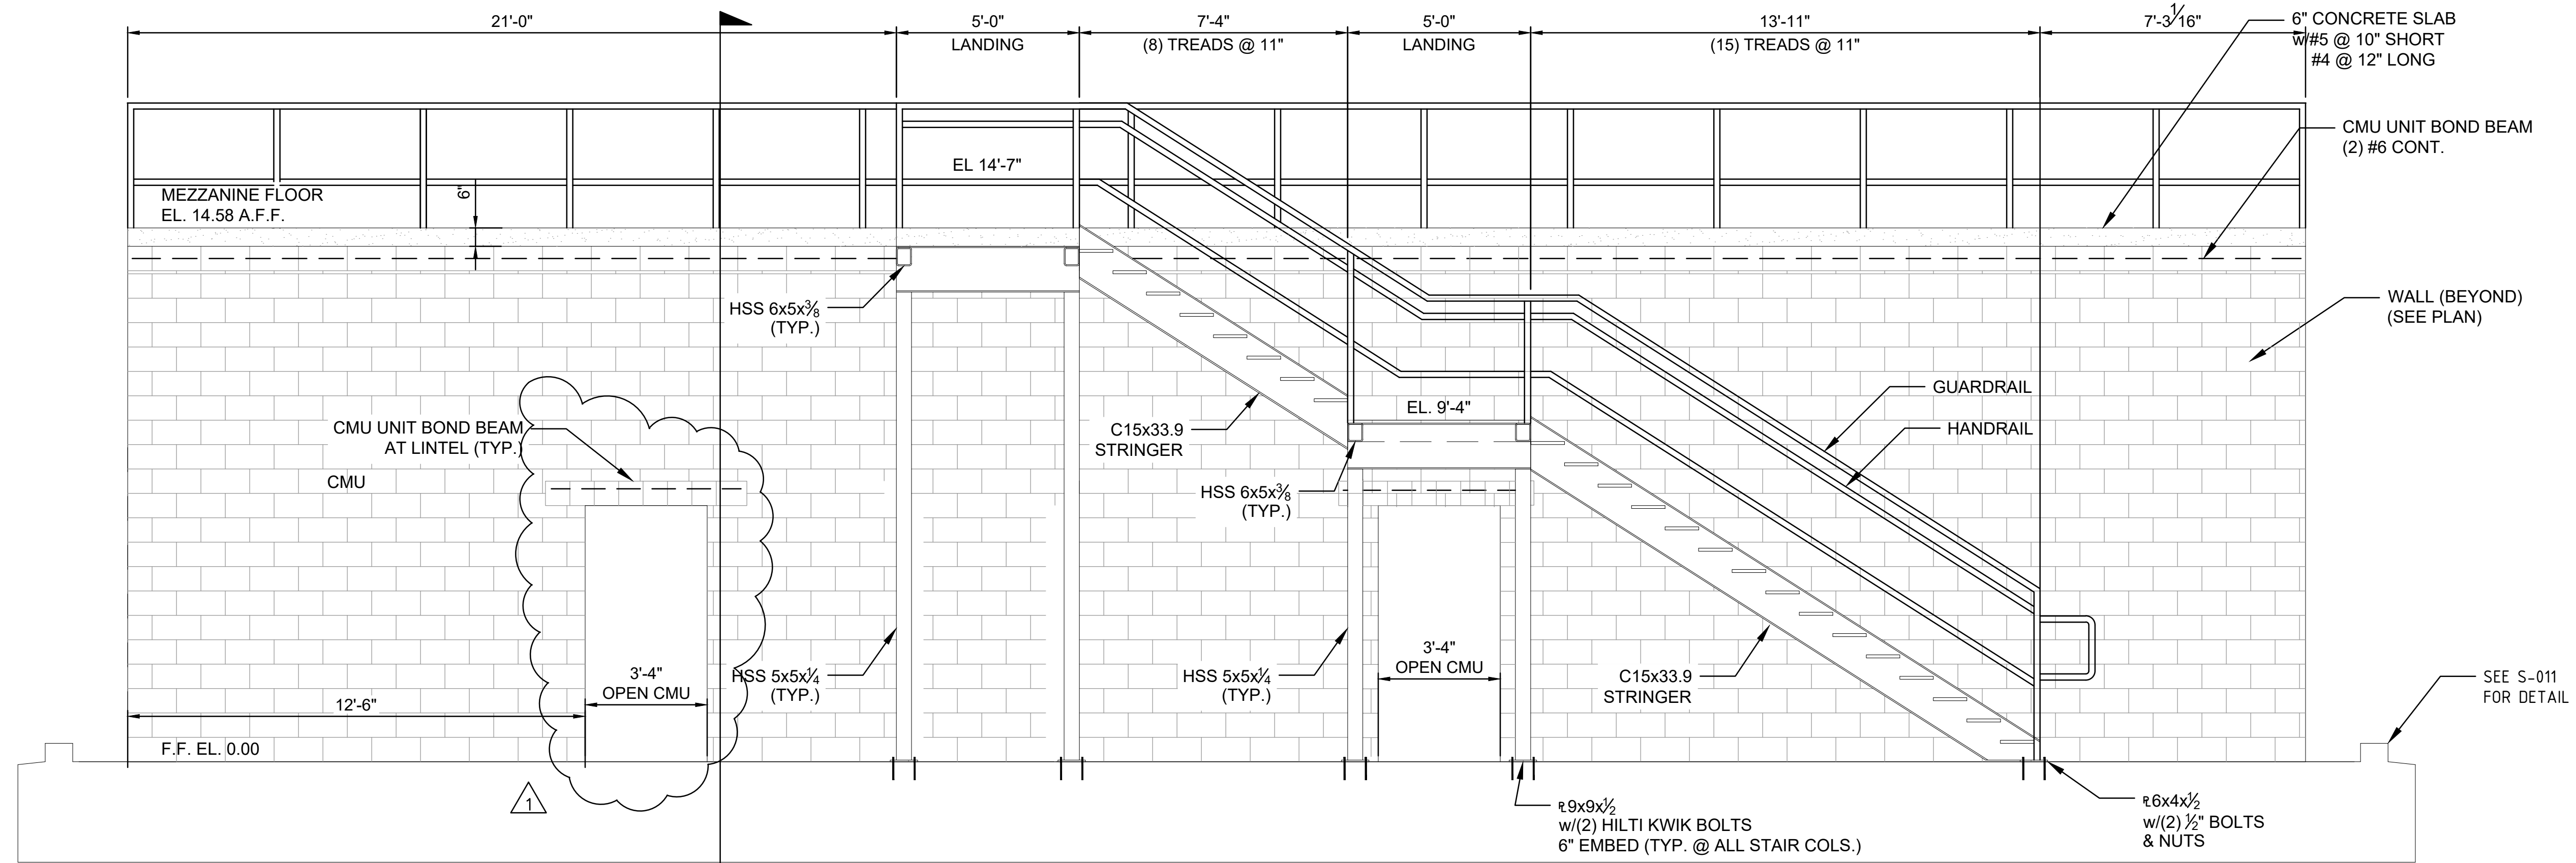 21'-0"
5'-0"
LANDING
7'-4"
(8) TREADS @ 11"
5'-0"
LANDING
13'-11"
(15) TREADS @ 11"
7'-3 1/16"
6" CONCRETE SLAB
w/#5 @ 10" SHORT
#4 @ 12" LONG
CMU UNIT BOND BEAM
(2) #6 CONT.
EL 14'-7"
MEZZANINE FLOOR
EL. 14.58 A.F.F.
6"
HSS 6x5x3/8
(TYP.)
WALL (BEYOND)
(SEE PLAN)
GUARDRAIL
HANDRAIL
EL. 9'-4"
CMU UNIT BOND BEAM
AT LINTEL (TYP.)
C15x33.9
STRINGER
CMU
HSS 6x5x3/8
(TYP.)
3'-4"
OPEN CMU
HSS 5x5x1/4
(TYP.)
HSS 5x5x1/4
(TYP.)
3'-4"
OPEN CMU
C15x33.9
STRINGER
SEE S-011
FOR DETAIL
12'-6"
F.F. EL. 0.00
1
℄9x9x1/2
w/(2) HILTI KWIK BOLTS
6" EMBED (TYP. @ ALL STAIR COLS.)
℄6x4x1/2
w/(2) 1/2" BOLTS
& NUTS